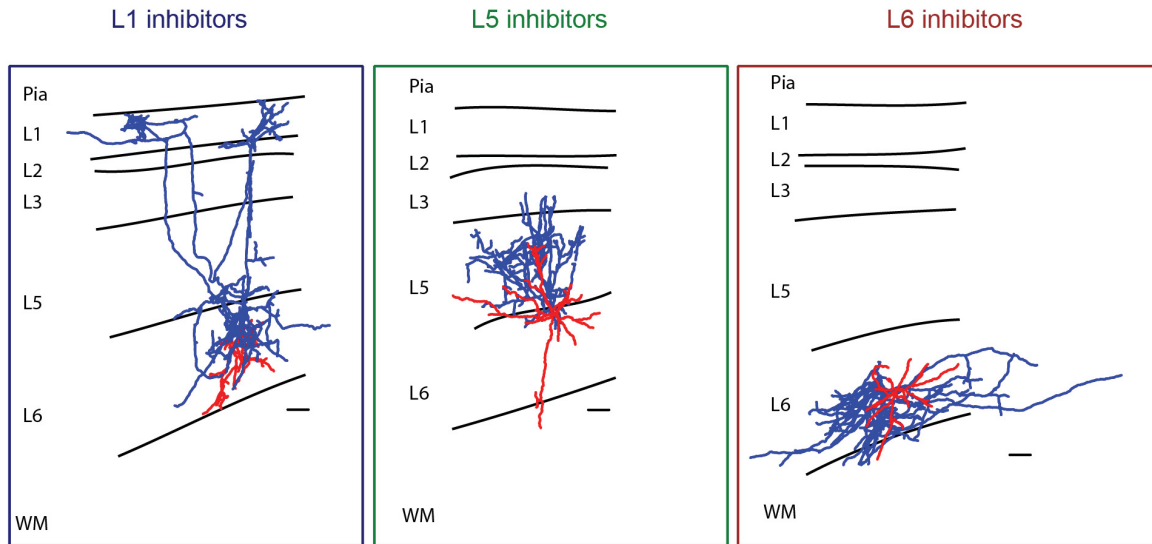 L1 inhibitors
L5 inhibitors
L6 inhibitors
Pia
L1
L2
L3
L5
L6
WM
Pia
L1
L2
L3
L5
L6
WM
Pia
L1
L2
L3
L5
L6
WM